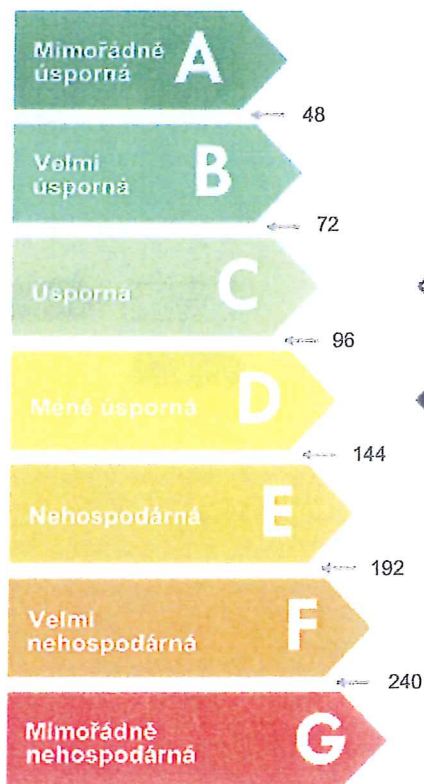 Mimořádně
úsporná
A
48
Velmi
úsporná
B
72
Úsporná
C
96
Méně úsporná
D
144
Nehospodárná
E
192
Velmi
nehospodárná
F
240
Mimořádně
nehospodárná
G